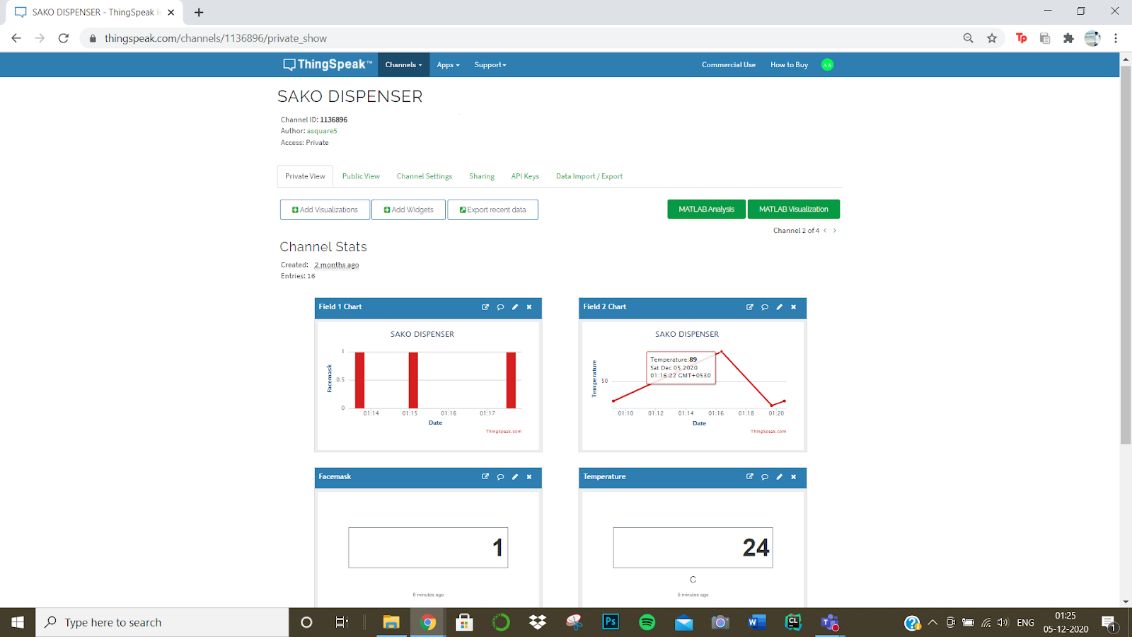 SAKO DISPENSER - ThingSpeak
thingspeak.com/channels/1136896/private_show
ThingSpeak™ Channels Apps Support Commercial Use How to Buy
SAKO DISPENSER
Channel ID: 1136896
Author: asquare5
Access: Private
Private View Public View Channel Settings Sharing API Keys Data Import / Export
Add Visualizations Add Widgets Export recent data MATLAB Analysis MATLAB Visualization
Channel 2 of 4
Channel Stats
Created: 2 months ago
Entries: 16
Field 1 Chart
SAKO DISPENSER
Facemask
1
0.5
0
01:14 01:15 01:16 01:17
Date
ThingSpeak.com
Field 2 Chart
SAKO DISPENSER
Temperature
50
Temperature: 89
Sat Dec 05 2020
01:16:22 GMT+0530
01:10 01:12 01:14 01:16 01:18 01:20
Date
ThingSpeak.com
Facemask
1
Temperature
24
C
Type here to search
ENG
01:25
05-12-2020